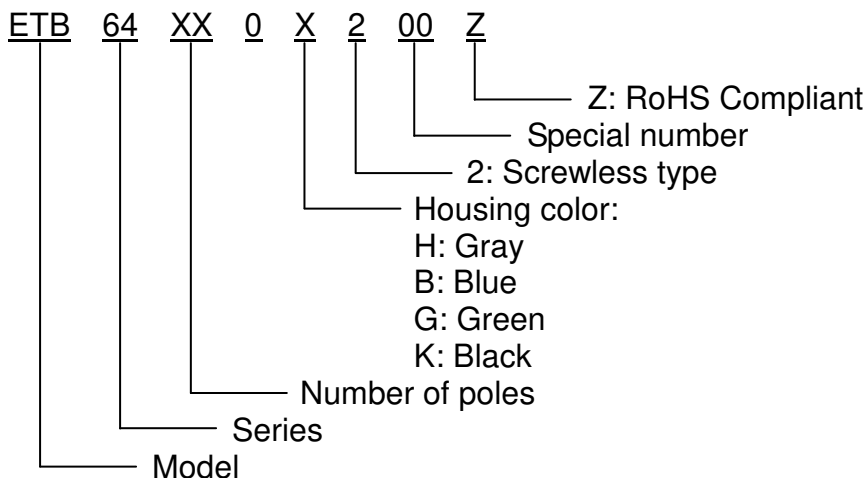 ETB 64 XX 0 X 2 00 Z
Z: RoHS Compliant
Special number
2: Screwless type
Housing color:
H: Gray
B: Blue
G: Green
K: Black
Number of poles
Series
Model